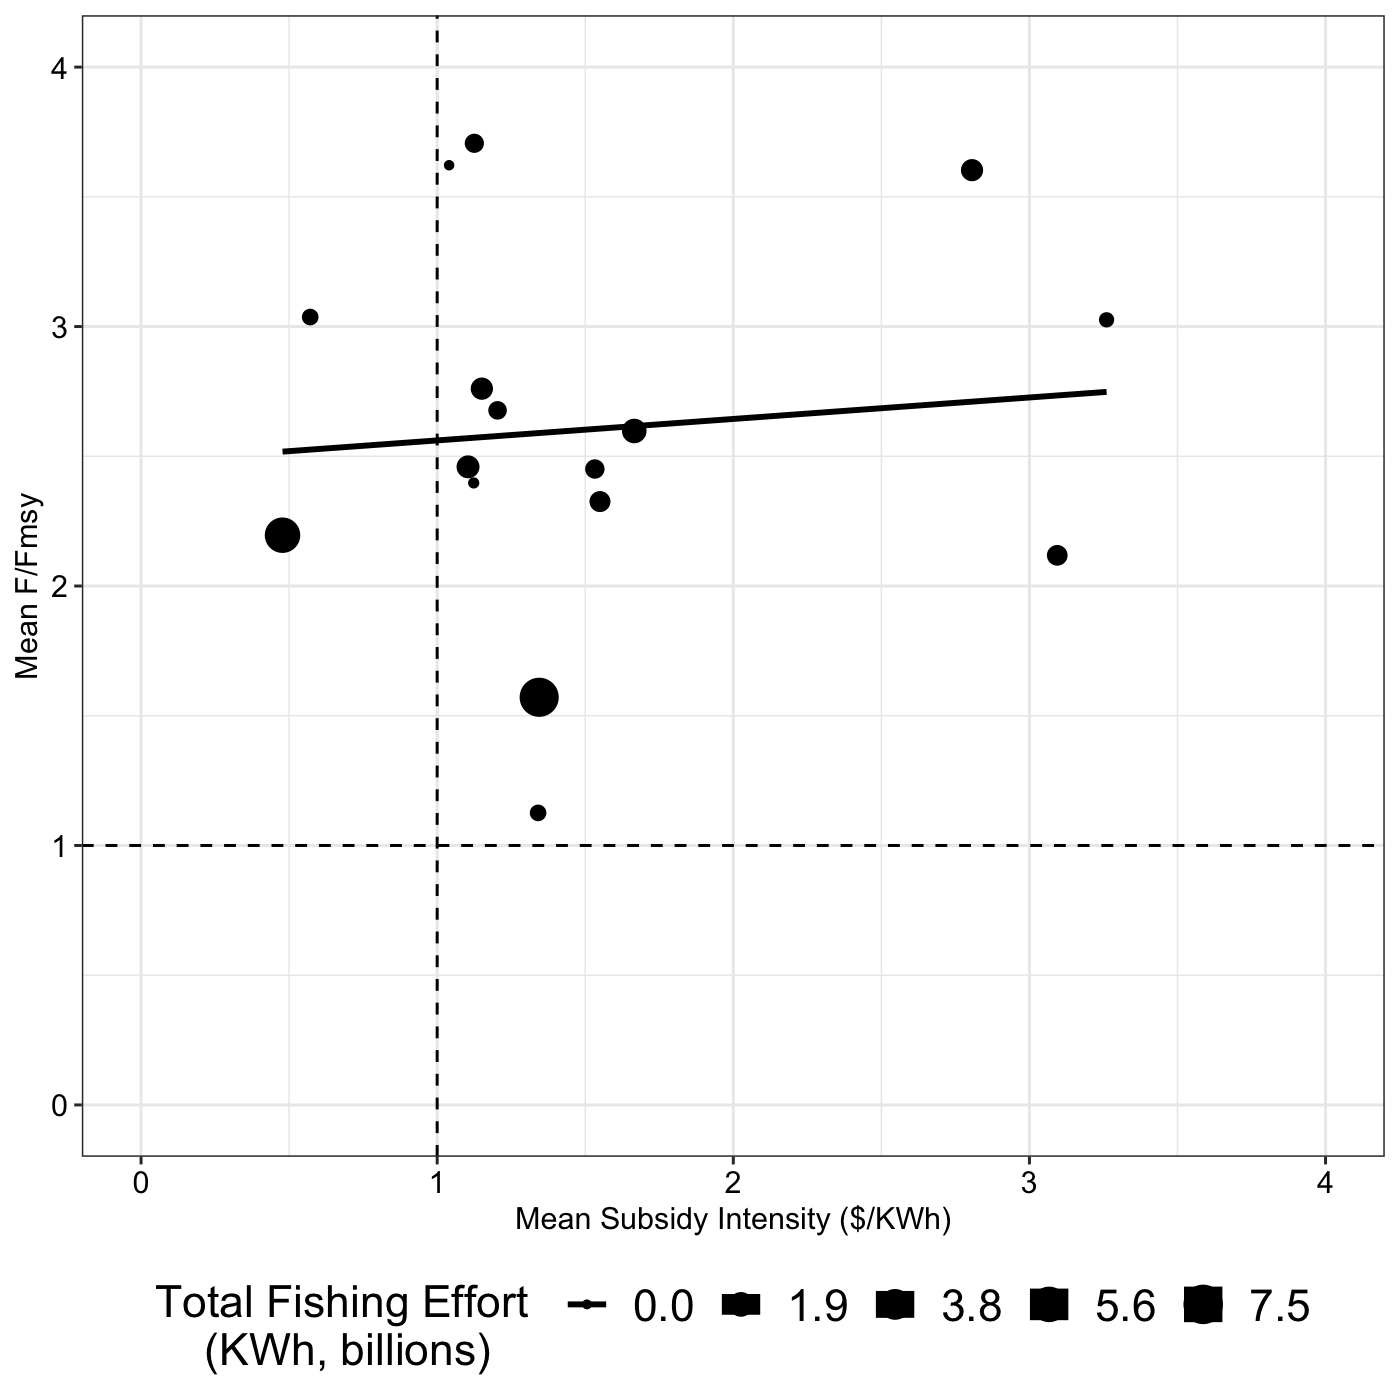 4
3
2
1
0
Mean F/Fmsy
0 1 2 3 4
Mean Subsidy Intensity ($/KWh)
Total Fishing Effort
(KWh, billions)
0.0 1.9 3.8 5.6 7.5